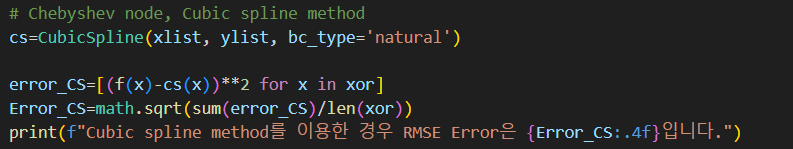 # Chebyshev node, Cubic spline method
cs=CubicSpline(xlist, ylist, bc_type='natural')
error_CS=[(f(x)-cs(x))**2 for x in xor]
Error_CS=math.sqrt(sum(error_CS)/len(xor))
print(f"Cubic spline method를 이용한 경우 RMSE Error은 {Error_CS:.4f}입니다.")